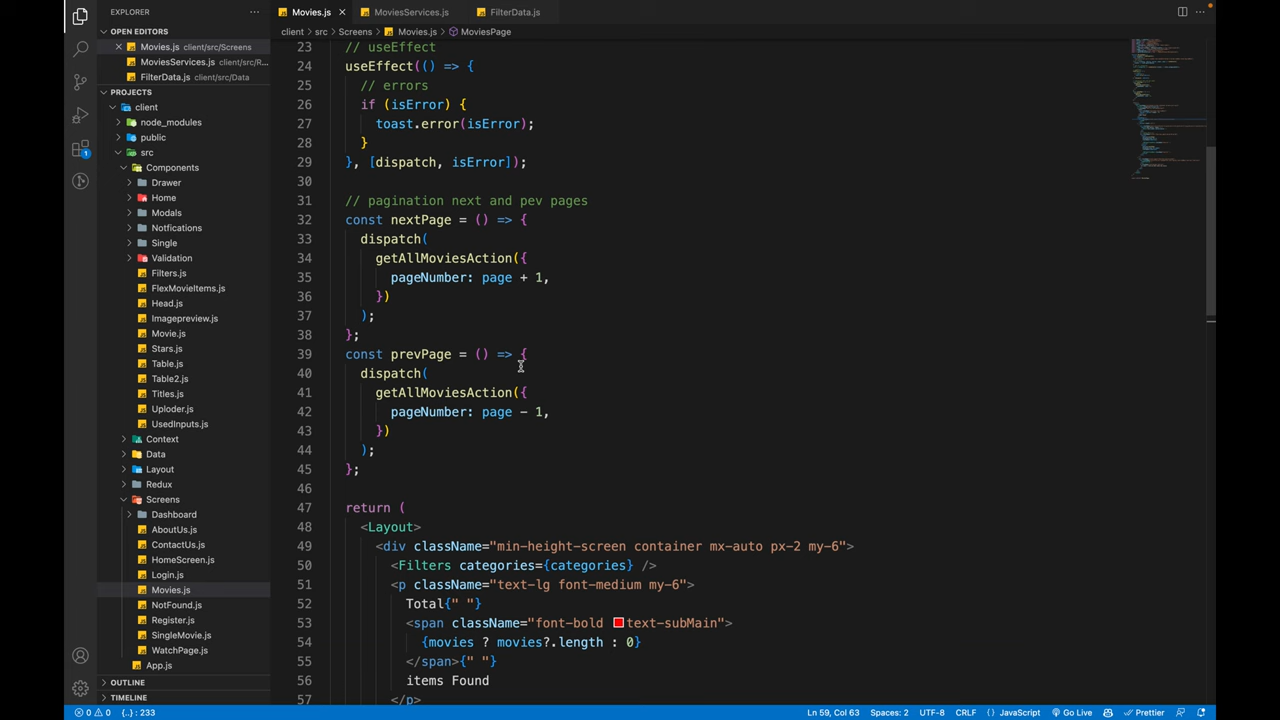 EXPLORER
OPEN EDITORS
Movies.js client/src/Screens
MoviesServices.js client/src/R...
FilterData.js client/src/Data
PROJECTS
client
node_modules
public
src
Components
Drawer
Home
Modals
Notfications
Single
Validation
Filters.js
FlexMovieItems.js
Head.js
Imagepreview.js
Movie.js
Stars.js
Table.js
Table2.js
Titles.js
Uploder.js
UsedInputs.js
Context
Data
Layout
Redux
Screens
Dashboard
AboutUs.js
ContactUs.js
HomeScreen.js
Login.js
Movies.js
NotFound.js
Register.js
SingleMovie.js
WatchPage.js
App.js
OUTLINE
TIMELINE
Movies.js MoviesServices.js FilterData.js
client > src > Screens > Movies.js > MoviesPage
23 // useEffect
24 useEffect(() => {
25 // errors
26 if (isError) {
27 toast.error(isError);
28 }
29 }, [dispatch, isError]);
30
31 // pagination next and pev pages
32 const nextPage = () => {
33 dispatch(
34 getAllMoviesAction({
35 pageNumber: page + 1,
36 })
37 );
38 };
39 const prevPage = () => {
40 dispatch(
41 getAllMoviesAction({
42 pageNumber: page - 1,
43 })
44 );
45 };
46
47 return (
48 <Layout>
49 <div className="min-height-screen container mx-auto px-2 my-6">
50 <Filters categories={categories} />
51 <p className="text-lg font-medium my-6">
52 Total{" "}
53 <span className="font-bold text-subMain">
54 {movies ? movies?.length : 0}
55 </span>{" "}
56 items Found
57 </p>
1
0 0 {..} : 233 Ln 59, Col 63 Spaces: 2 UTF-8 CRLF {} JavaScript Go Live Prettier